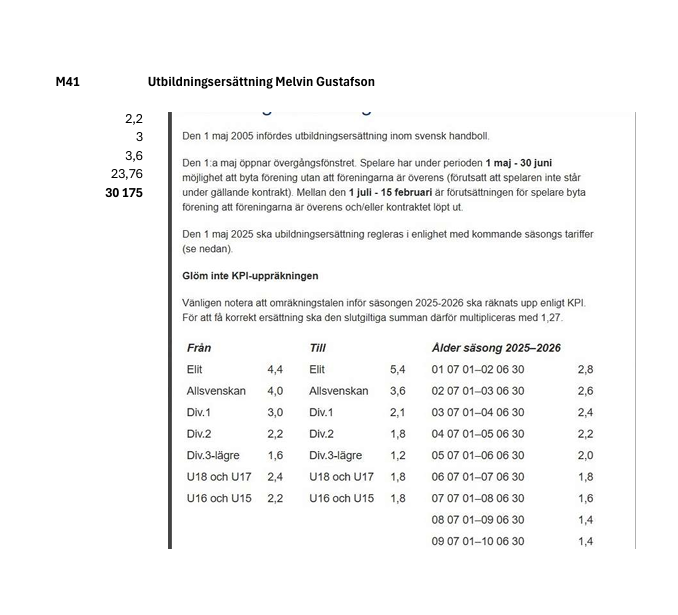 M41 Utbildningsersättning Melvin Gustafson
2,2
3
3,6
23,76
30 175
Den 1 maj 2005 infördes utbildningsersättning inom svensk handboll.
Den 1:a maj öppnar övergångsfönstret. Spelare har under perioden 1 maj - 30 juni
möjlighet att byta förening utan att föreningarna är överens (förutsatt att spelaren inte står
under gällande kontrakt). Mellan den 1 juli - 15 februari är förutsättningen för spelare byta
förening att föreningarna är överens och/eller kontraktet löpt ut.
Den 1 maj 2025 ska ubildningsersättning regleras i enlighet med kommande säsongs tariffer
(se nedan).
Glöm inte KPI-uppräkningen
Vänligen notera att omräkningstalen inför säsongen 2025-2026 ska räknats upp enligt KPI.
För att få korrekt ersättning ska den slutgiltiga summan därför multipliceras med 1,27.
Från Till Ålder säsong 2025–2026
Elit 4,4 Elit 5,4 01 07 01–02 06 30 2,8
Allsvenskan 4,0 Allsvenskan 3,6 02 07 01–03 06 30 2,6
Div.1 3,0 Div.1 2,1 03 07 01–04 06 30 2,4
Div.2 2,2 Div.2 1,8 04 07 01–05 06 30 2,2
Div.3-lägre 1,6 Div.3-lägre 1,2 05 07 01–06 06 30 2,0
U18 och U17 2,4 U18 och U17 1,8 06 07 01–07 06 30 1,8
U16 och U15 2,2 U16 och U15 1,8 07 07 01–08 06 30 1,6
08 07 01–09 06 30 1,4
09 07 01–10 06 30 1,4